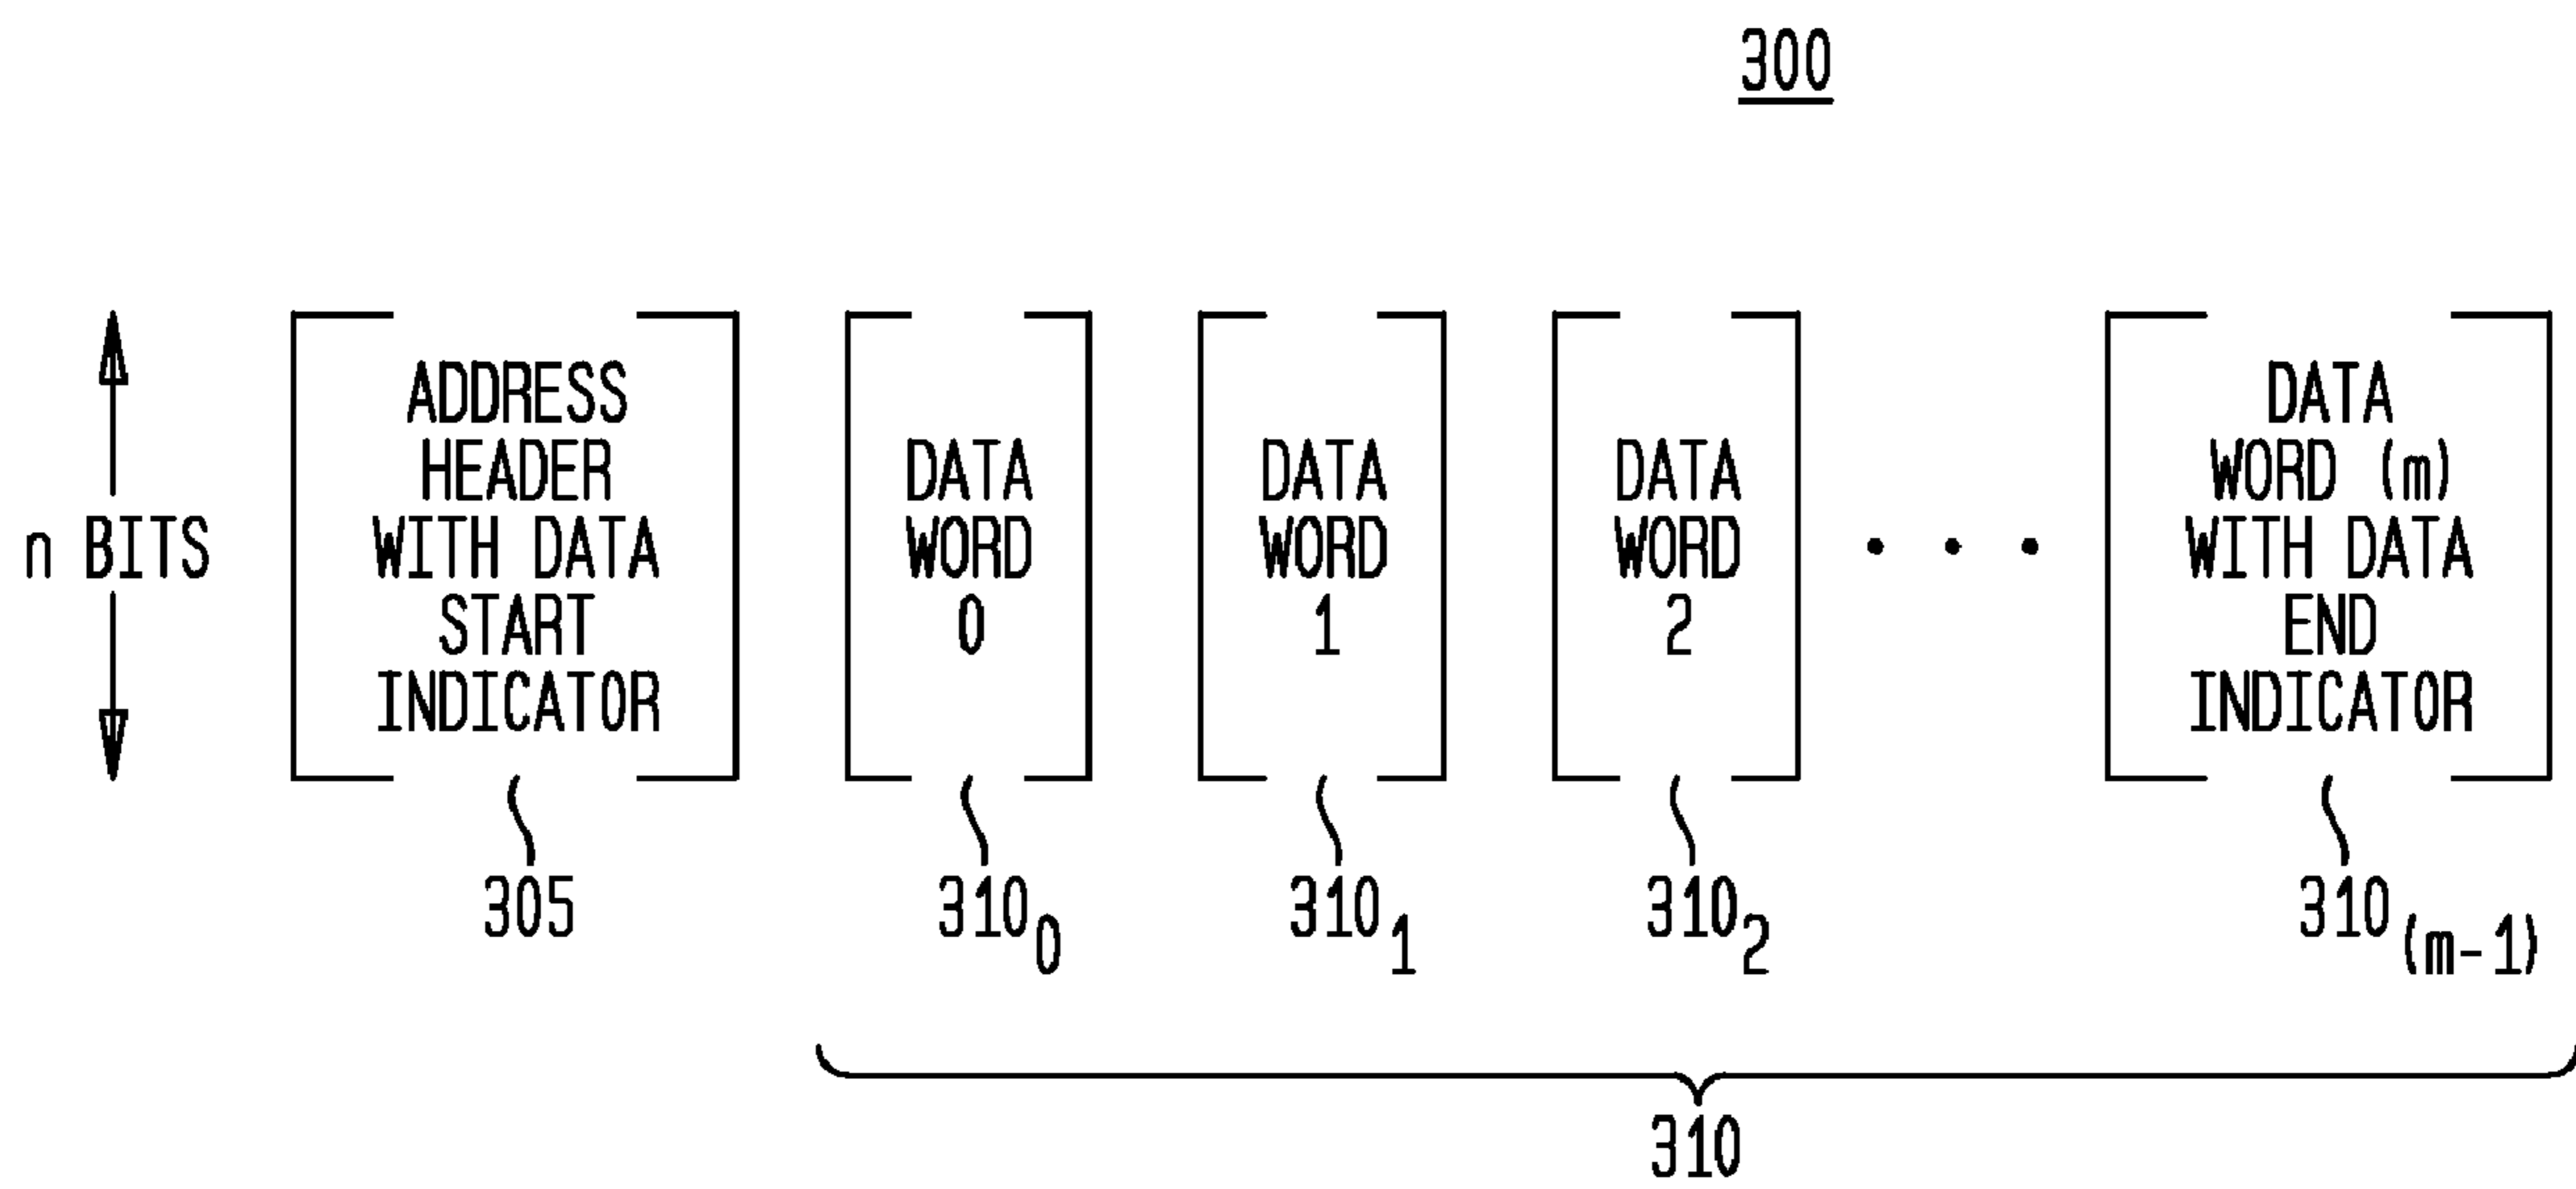 300
n BITS
ADDRESS
HEADER
WITH DATA
START
INDICATOR
DATA
WORD
0
DATA
WORD
1
DATA
WORD
2
• • •
DATA
WORD (m)
WITH DATA
END
INDICATOR
305
310₀
310₁
310₂
310₍m-1₎
310